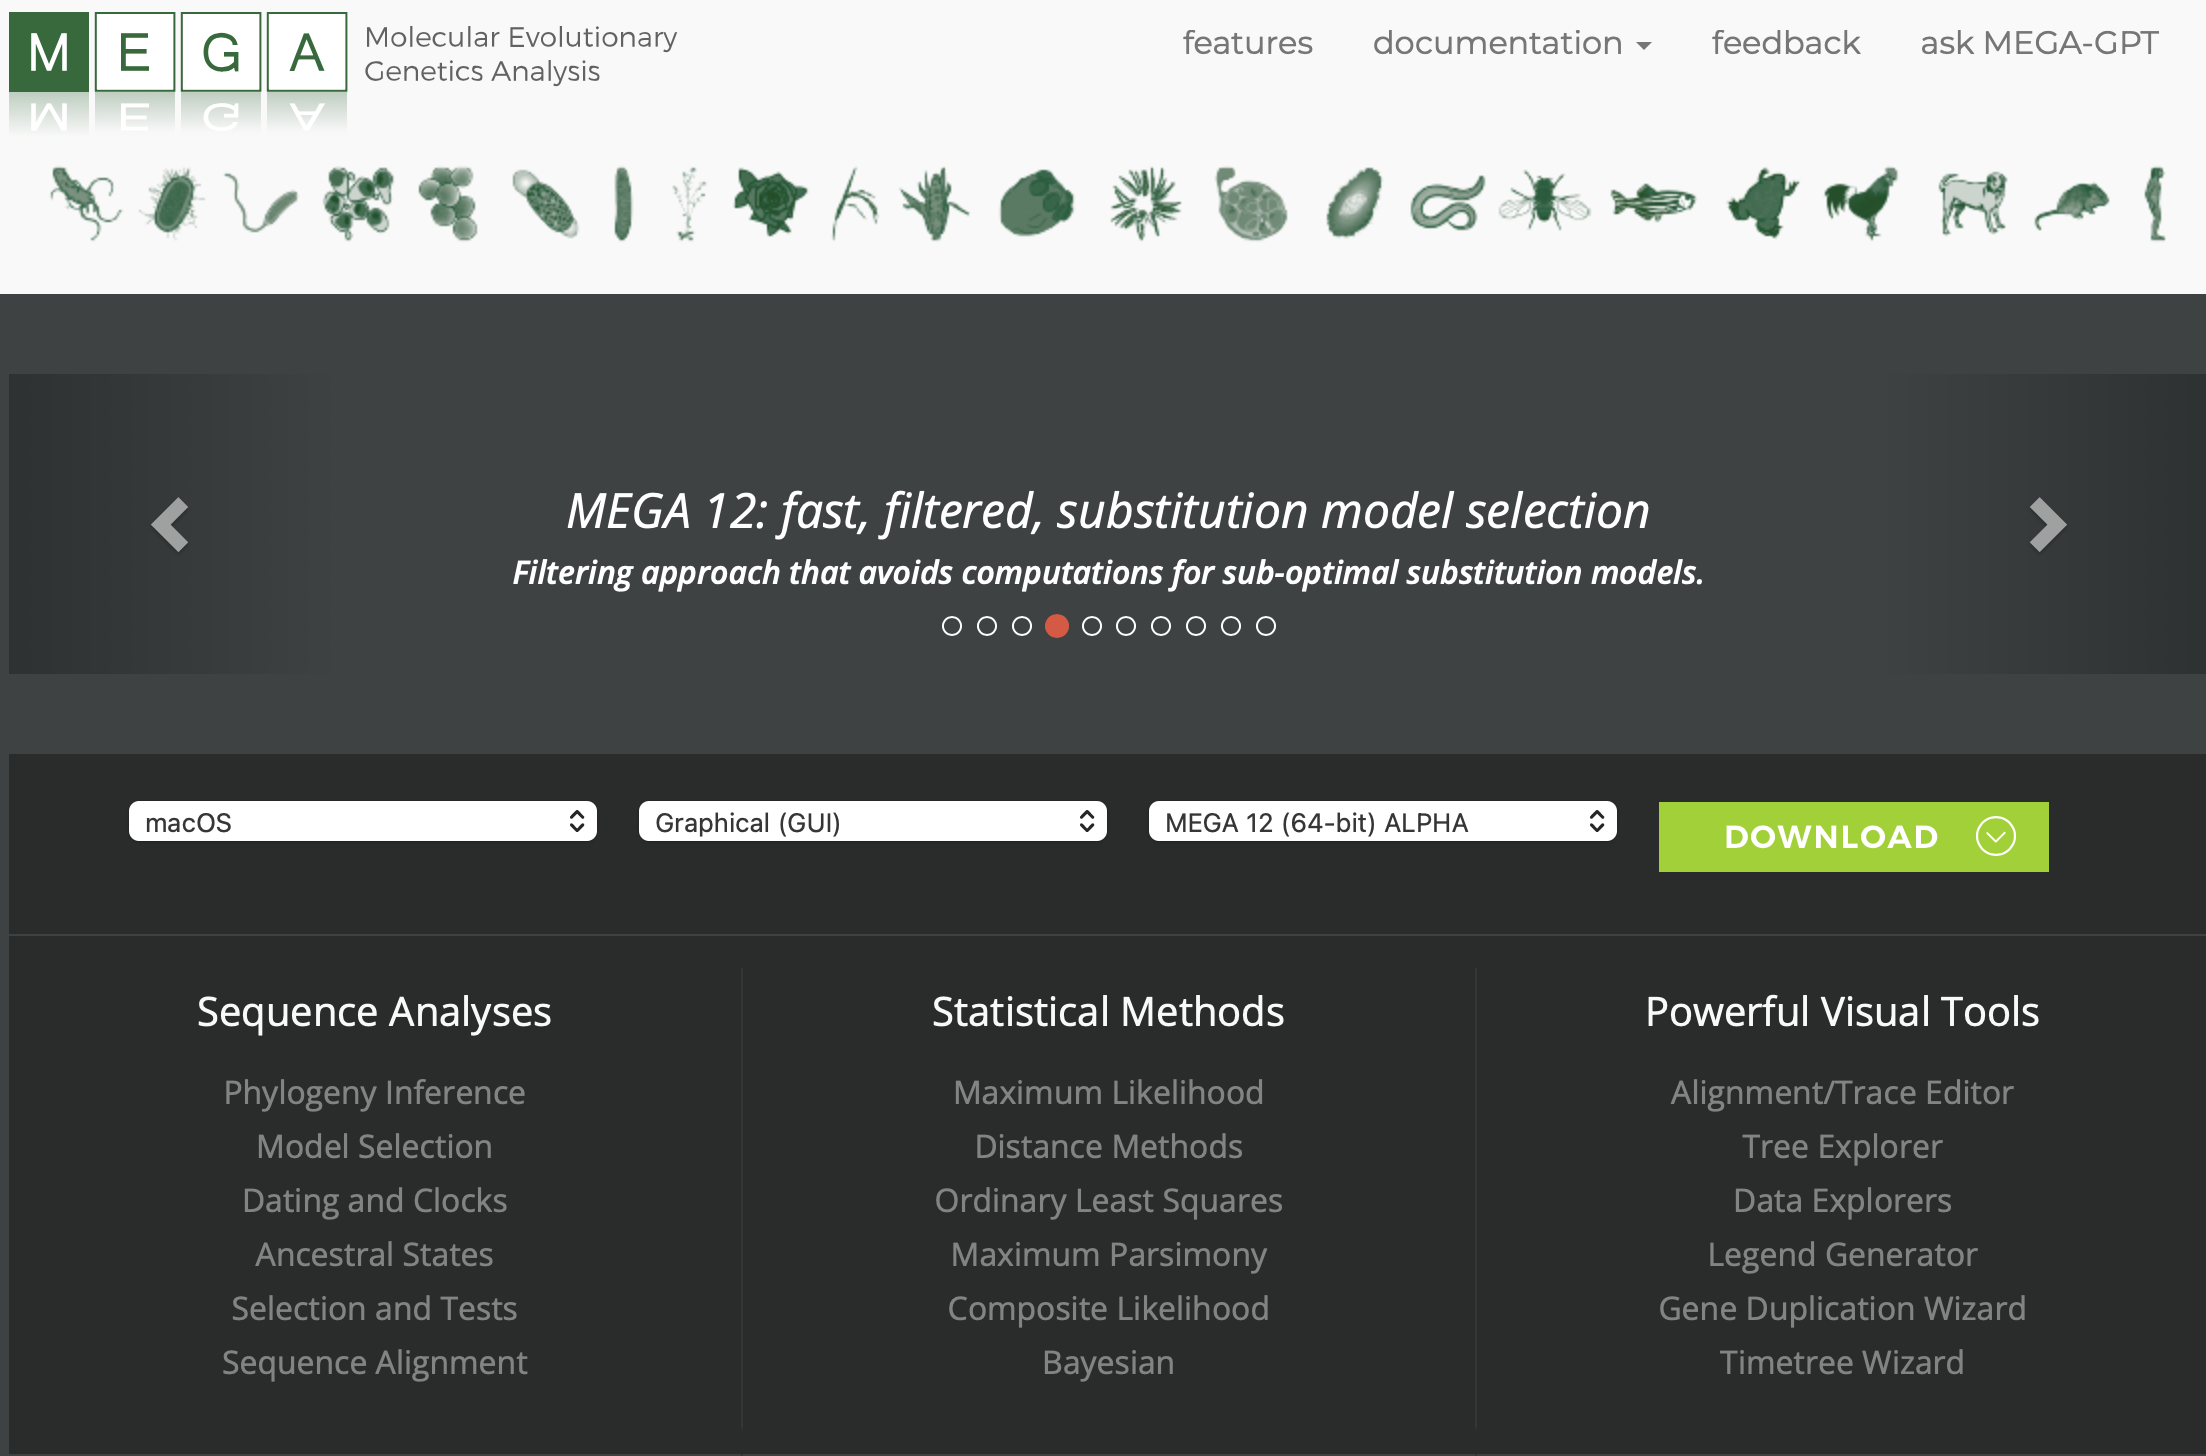 M E G A
Molecular Evolutionary
Genetics Analysis
features
documentation
feedback
ask MEGA-GPT
MEGA 12: fast, filtered, substitution model selection
Filtering approach that avoids computations for sub-optimal substitution models.
macOS
Graphical (GUI)
MEGA 12 (64-bit) ALPHA
DOWNLOAD
Sequence Analyses
Phylogeny Inference
Model Selection
Dating and Clocks
Ancestral States
Selection and Tests
Sequence Alignment
Statistical Methods
Maximum Likelihood
Distance Methods
Ordinary Least Squares
Maximum Parsimony
Composite Likelihood
Bayesian
Powerful Visual Tools
Alignment/Trace Editor
Tree Explorer
Data Explorers
Legend Generator
Gene Duplication Wizard
Timetree Wizard